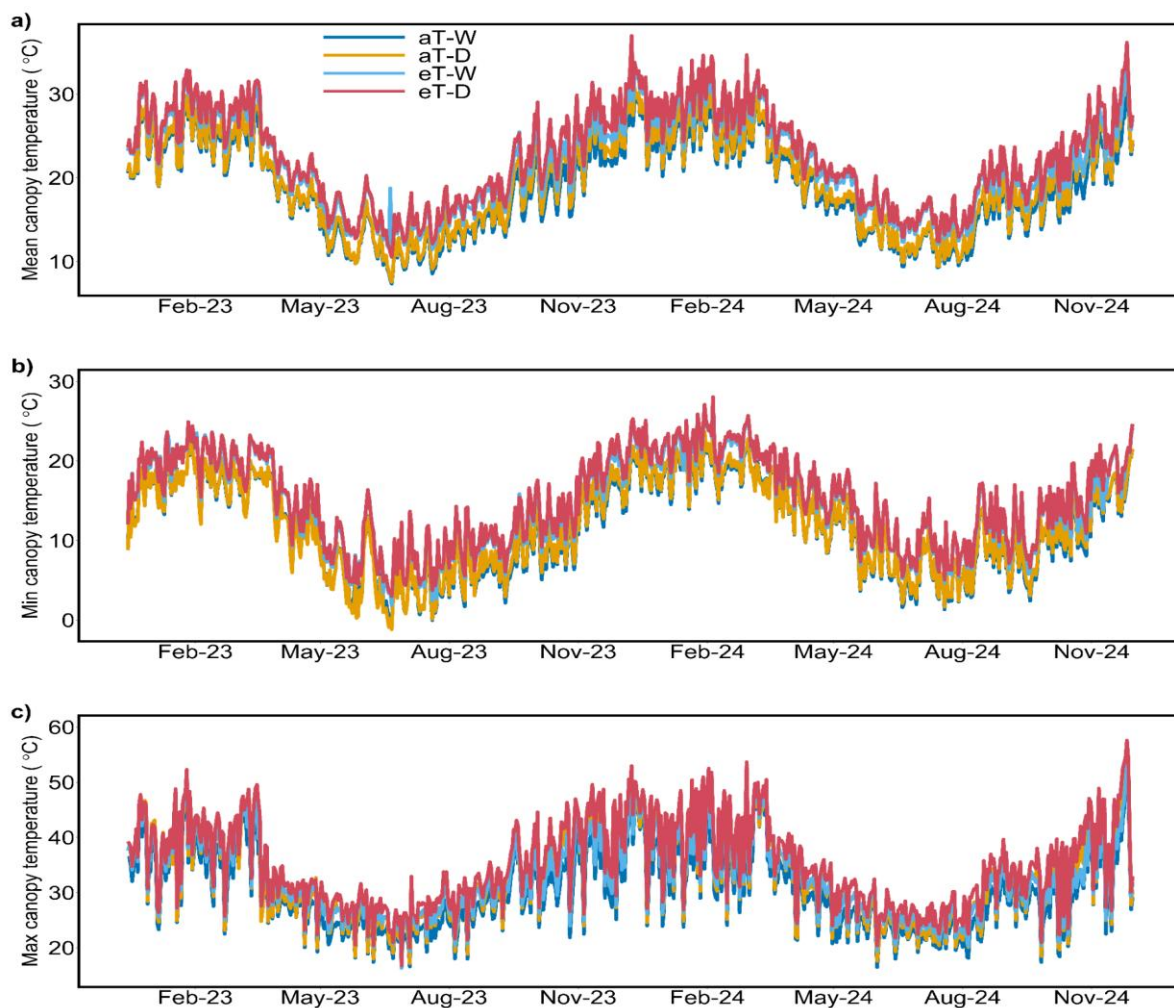 a)
aT-W
aT-D
eT-W
eT-D
Mean canopy temperature ( °C)
30
20
10
Feb-23 May-23 Aug-23 Nov-23 Feb-24 May-24 Aug-24 Nov-24
b)
Min canopy temperature ( °C)
30
20
10
0
Feb-23 May-23 Aug-23 Nov-23 Feb-24 May-24 Aug-24 Nov-24
c)
Max canopy temperature ( °C)
60
50
40
30
20
Feb-23 May-23 Aug-23 Nov-23 Feb-24 May-24 Aug-24 Nov-24